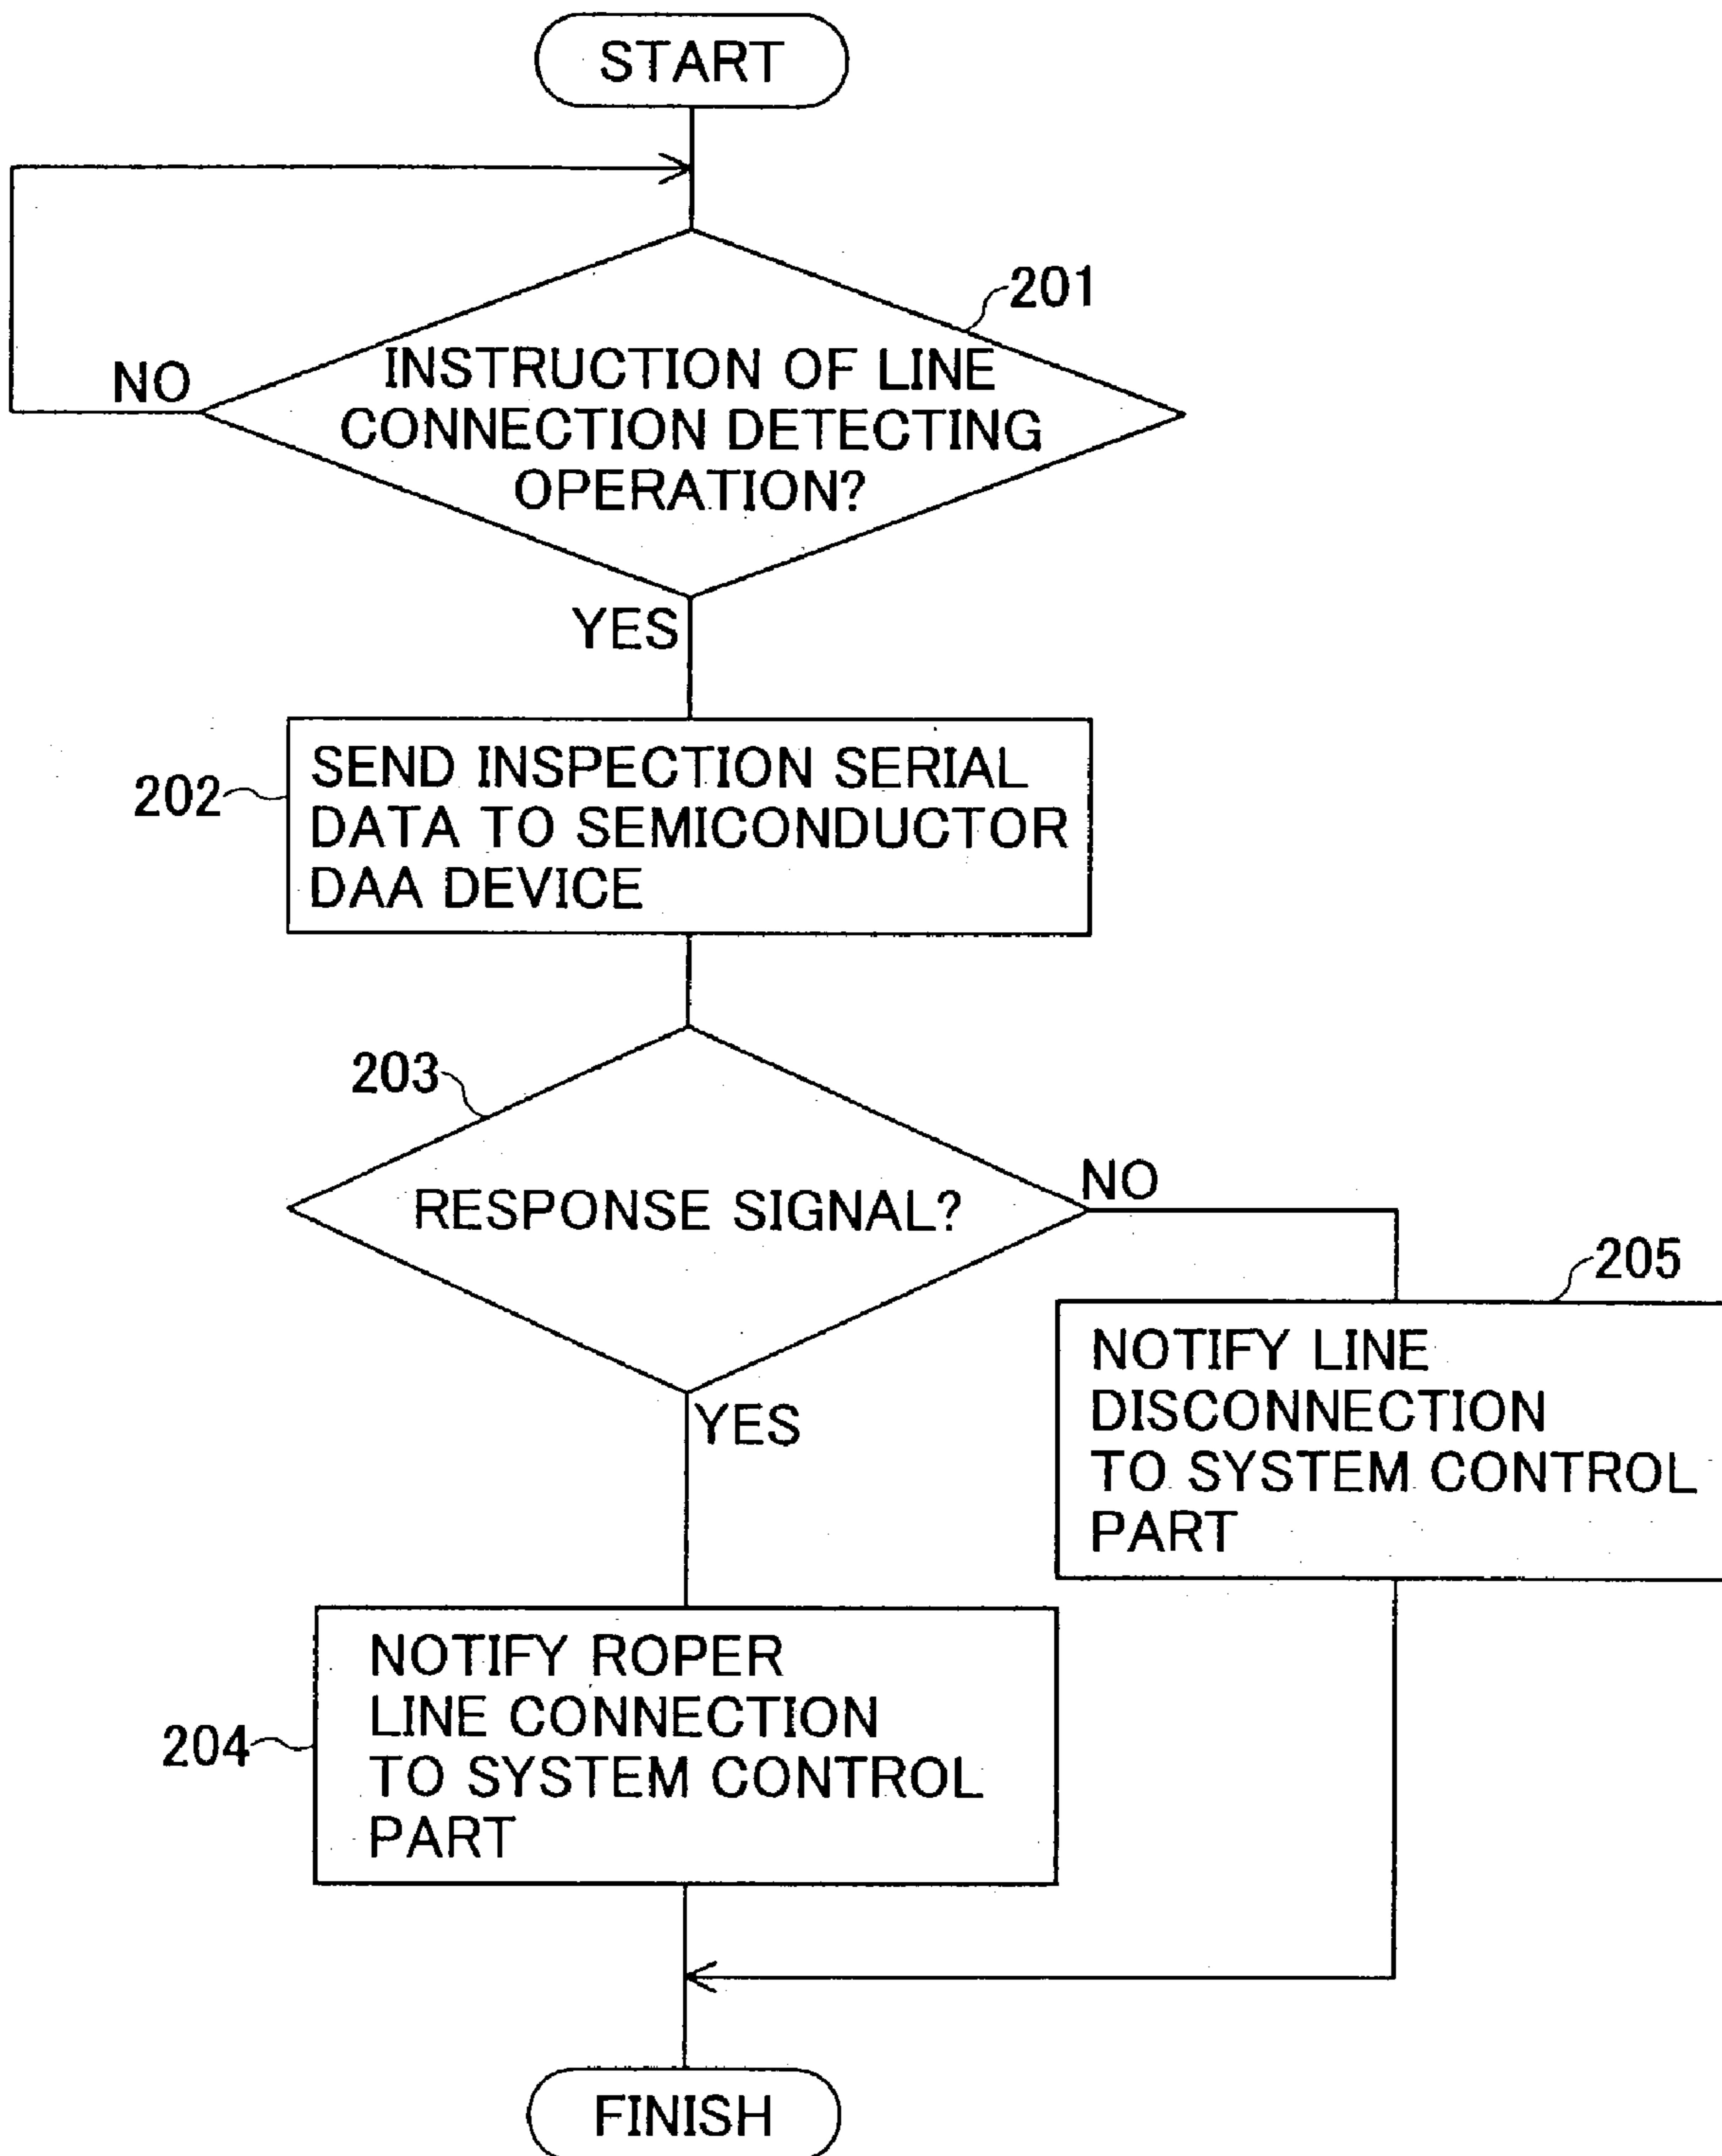 START
201
NO
INSTRUCTION OF LINE
CONNECTION DETECTING
OPERATION?
YES
202
SEND INSPECTION SERIAL
DATA TO SEMICONDUCTOR
DAA DEVICE
203
RESPONSE SIGNAL?
NO
205
NOTIFY LINE
DISCONNECTION
TO SYSTEM CONTROL
PART
YES
204
NOTIFY ROPER
LINE CONNECTION
TO SYSTEM CONTROL
PART
FINISH